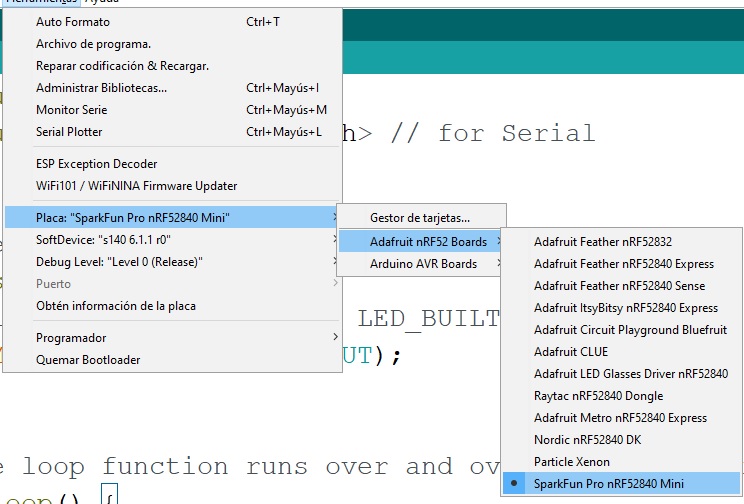 Herramientas Ayuda
Auto Formato Ctrl+T
Archivo de programa.
Reparar codificación & Recargar.
Administrar Bibliotecas... Ctrl+Mayús+I
Monitor Serie Ctrl+Mayús+M
h> // for Serial
Serial Plotter Ctrl+Mayús+L
ESP Exception Decoder
WiFi101 / WiFiNINA Firmware Updater
Placa: "SparkFun Pro nRF52840 Mini"
SoftDevice: "s140 6.1.1 r0"
Debug Level: "Level 0 (Release)"
Puerto
Obtén información de la placa
Programador
Quemar Bootloader
Gestor de tarjetas...
Adafruit nRF52 Boards
Arduino AVR Boards
Adafruit Feather nRF52832
Adafruit Feather nRF52840 Express
Adafruit Feather nRF52840 Sense
Adafruit ItsyBitsy nRF52840 Express
Adafruit Circuit Playground Bluefruit
Adafruit CLUE
Adafruit LED Glasses Driver nRF52840
Raytac nRF52840 Dongle
Adafruit Metro nRF52840 Express
Nordic nRF52840 DK
Particle Xenon
SparkFun Pro nRF52840 Mini
LED_BUILT
UT);
e loop function runs over and ov
oop() {